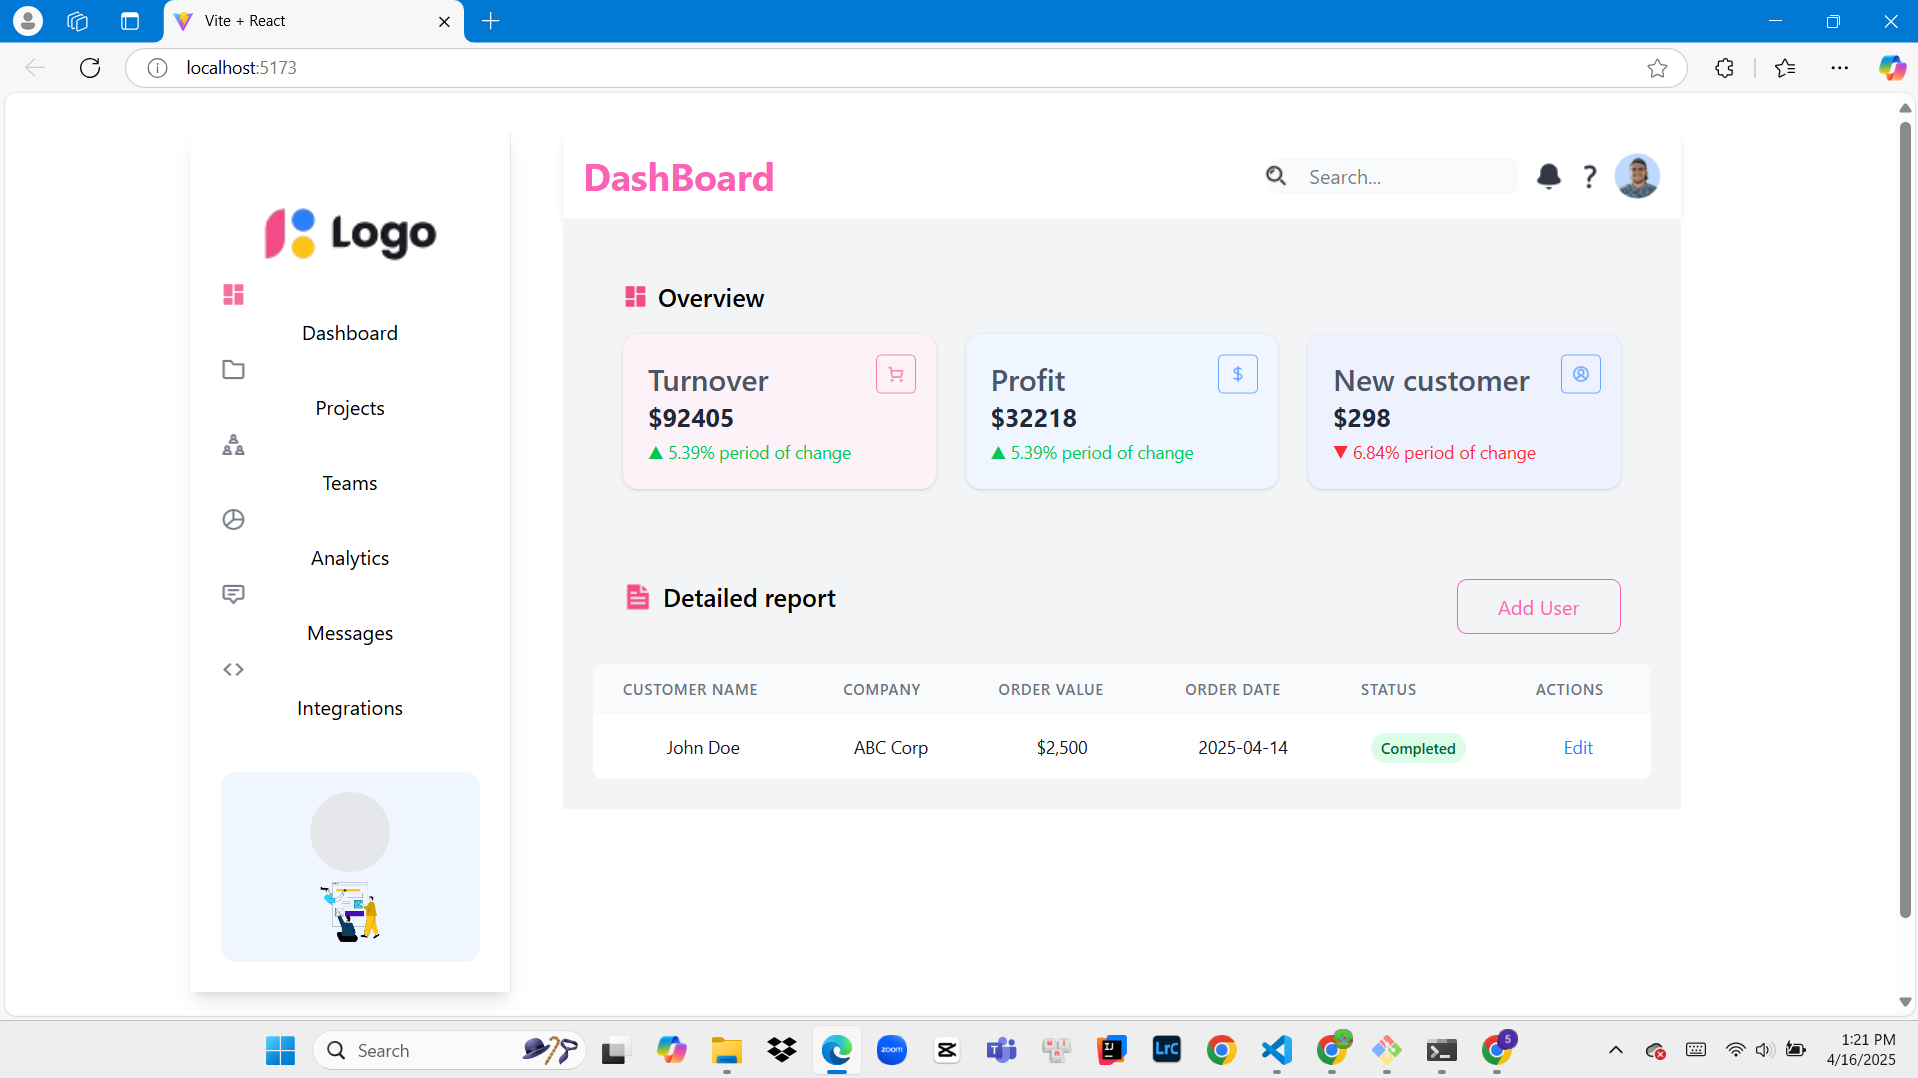 Vite + React
localhost:5173
Logo
Dashboard
Projects
Teams
Analytics
Messages
Integrations
DashBoard
Search...
Overview
Turnover
$92405
▲ 5.39% period of change
Profit
$
$32218
▲ 5.39% period of change
New customer
$298
▼ 6.84% period of change
Detailed report
Add User
CUSTOMER NAME COMPANY ORDER VALUE ORDER DATE STATUS ACTIONS
John Doe ABC Corp $2,500 2025-04-14 Completed Edit
Search
zoom
LrC
5
1:21 PM
4/16/2025